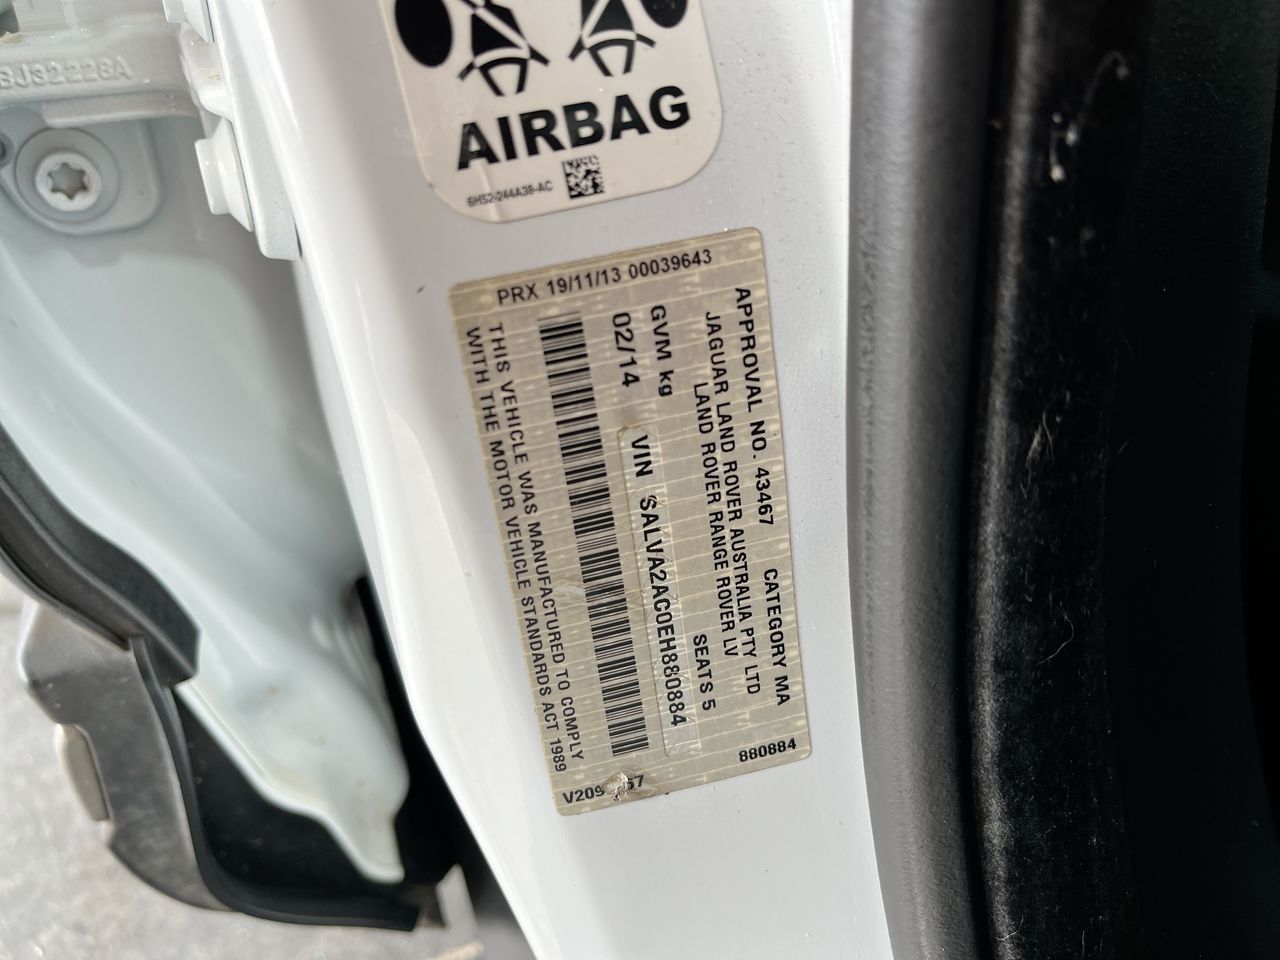 BJ32228A
AIRBAG
6H52-244A38-AC
PRX 19/11/13 00039643
APPROVAL NO. 43467 CATEGORY MA
JAGUAR LAND ROVER AUSTRALIA PTY LTD
LAND ROVER RANGE ROVER LV
GVM kg SEATS 5
02/14 VIN SALVA2AC0EH880884
THIS VEHICLE WAS MANUFACTURED TO COMPLY
WITH THE MOTOR VEHICLE STANDARDS ACT 1989
880884